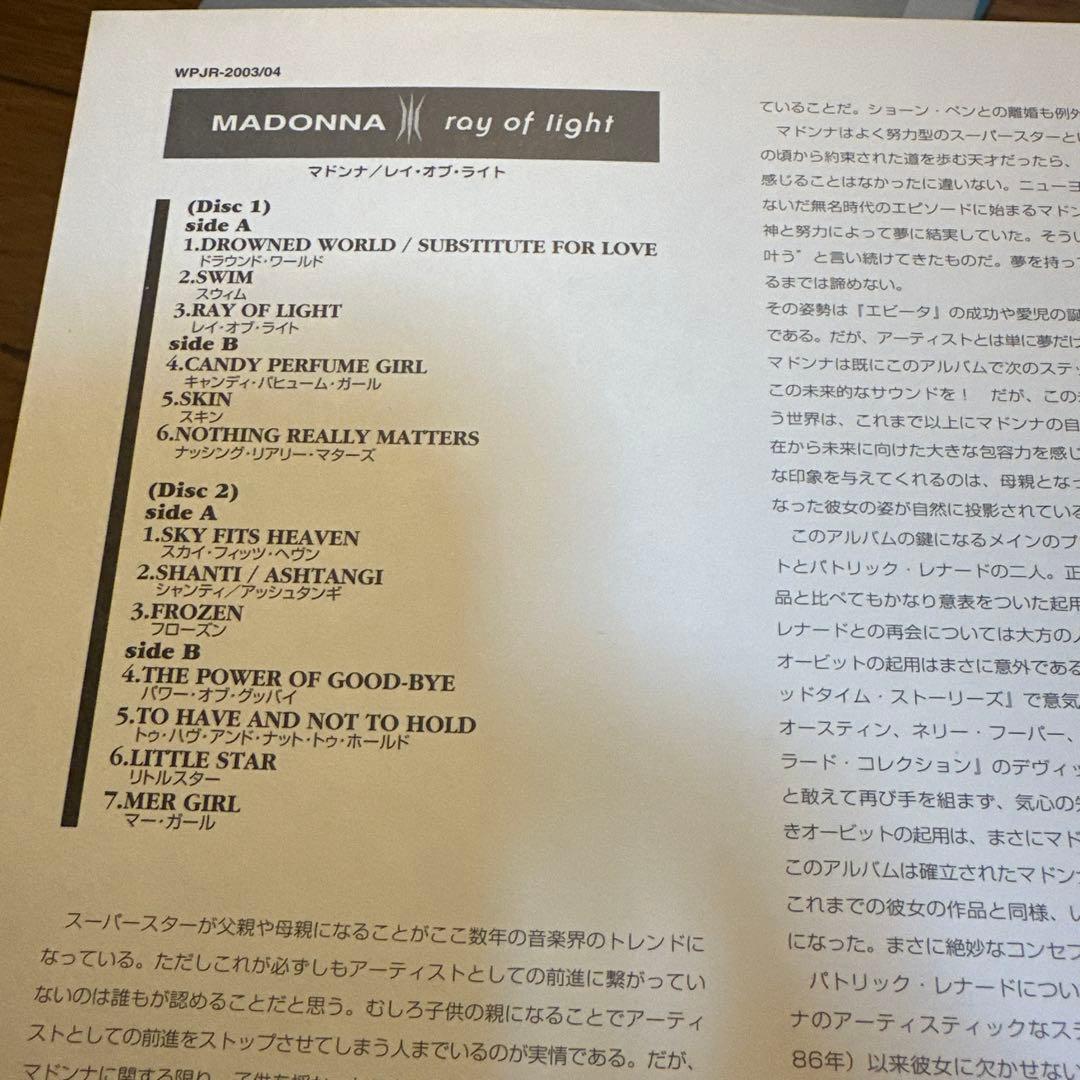 WPJR-2003/04
MADONNA ray of light
マドンナ/レイ・オブ・ライト
(Disc 1)
side A
1.DROWNED WORLD / SUBSTITUTE FOR LOVE
ドラウンド・ワールド
2.SWIM
スウィム
3.RAY OF LIGHT
レイ・オブ・ライト
side B
4.CANDY PERFUME GIRL
キャンディ・パヒューム・ガール
5.SKIN
スキン
6.NOTHING REALLY MATTERS
ナッシング・リアリー・マターズ
(Disc 2)
side A
1.SKY FITS HEAVEN
スカイ・フィッツ・ヘヴン
2.SHANTI / ASHTANGI
シャンティ/アッシュタンギ
3.FROZEN
フローズン
side B
4.THE POWER OF GOOD-BYE
パワー・オブ・グッバイ
5.TO HAVE AND NOT TO HOLD
トゥ・ハヴ・アンド・ナット・トゥ・ホールド
6.LITTLE STAR
リトルスター
7.MER GIRL
マー・ガール
スーパースターが父親や母親になることがここ数年の音楽界のトレンドに
なっている。ただしこれが必ずしもアーティストとしての前進に繋がってい
ないのは誰もが認めることだと思う。むしろ子供の親になることでアーティ
ストとしての前進をストップさせてしまう人までいるのが実情である。だが、
マドンナに関する限り、子供を
ていることだ。ショーン・ペンとの離婚も例外
マドンナはよく努力型のスーパースターと
の頃から約束された道を歩む天才だったら、
感じることはなかったに違いない。ニューヨ
ないだ無名時代のエピソードに始まるマドン
神と努力によって夢に結実していた。そうい
叶う”と言い続けてきたものだ。夢を持って
るまでは諦めない。
その姿勢は『エビータ』の成功や愛児の誕
である。だが、アーティストとは単に夢だけ
マドンナは既にこのアルバムで次のステッ
この未来的なサウンドを！ だが、この
う世界は、これまで以上にマドンナの自
在から未来に向けた大きな包容力を感じ
な印象を与えてくれるのは、母親となっ
なった彼女の姿が自然に投影されている
このアルバムの鍵になるメインのプ
トとパトリック・レナードの二人。正
品と比べてもかなり意表をついた起用
レナードとの再会については大方の人
オービットの起用はまさに意外である
ッドタイム・ストーリーズ』で意気
オースティン、ネリー・フーパー、
ラード・コレクション』のデヴィッ
と敢えて再び手を組まず、気心の
きオービットの起用は、まさにマド
このアルバムは確立されたマドンナ
これまでの彼女の作品と同様、い
になった。まさに絶妙なコンセプ
パトリック・レナードについ
ナのアーティスティックなステ
86年）以来彼女に欠かせない